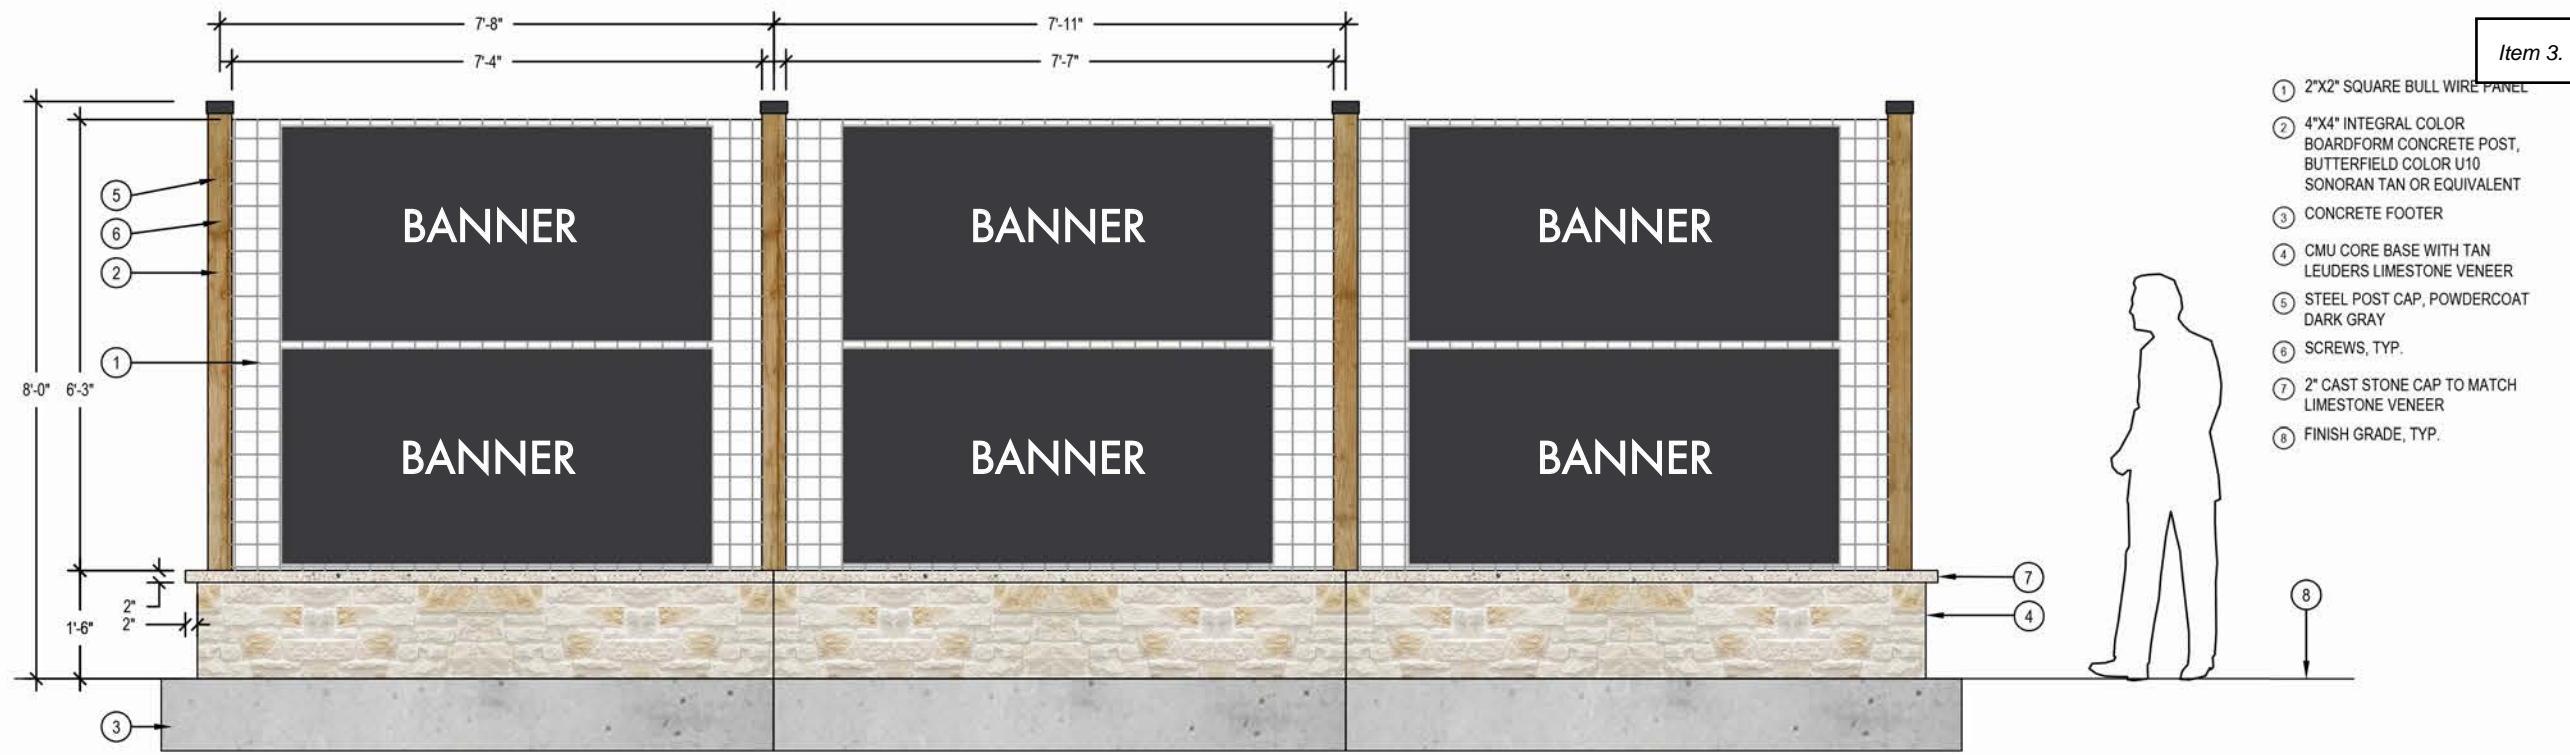 7'-8"
7'-11"
7'-4"
7'-7"
Item 3.
1 2"X2" SQUARE BULL WIRE PANEL
2 4"X4" INTEGRAL COLOR
BOARDFORM CONCRETE POST,
BUTTERFIELD COLOR U10
SONORAN TAN OR EQUIVALENT
3 CONCRETE FOOTER
4 CMU CORE BASE WITH TAN
LEUDERS LIMESTONE VENEER
5 STEEL POST CAP, POWDERCOAT
DARK GRAY
6 SCREWS, TYP.
7 2" CAST STONE CAP TO MATCH
LIMESTONE VENEER
8 FINISH GRADE, TYP.
5
6
2
1
8'-0" 6'-3"
BANNER BANNER BANNER
BANNER BANNER BANNER
2"
1'-6" 2"
3
7
4
8